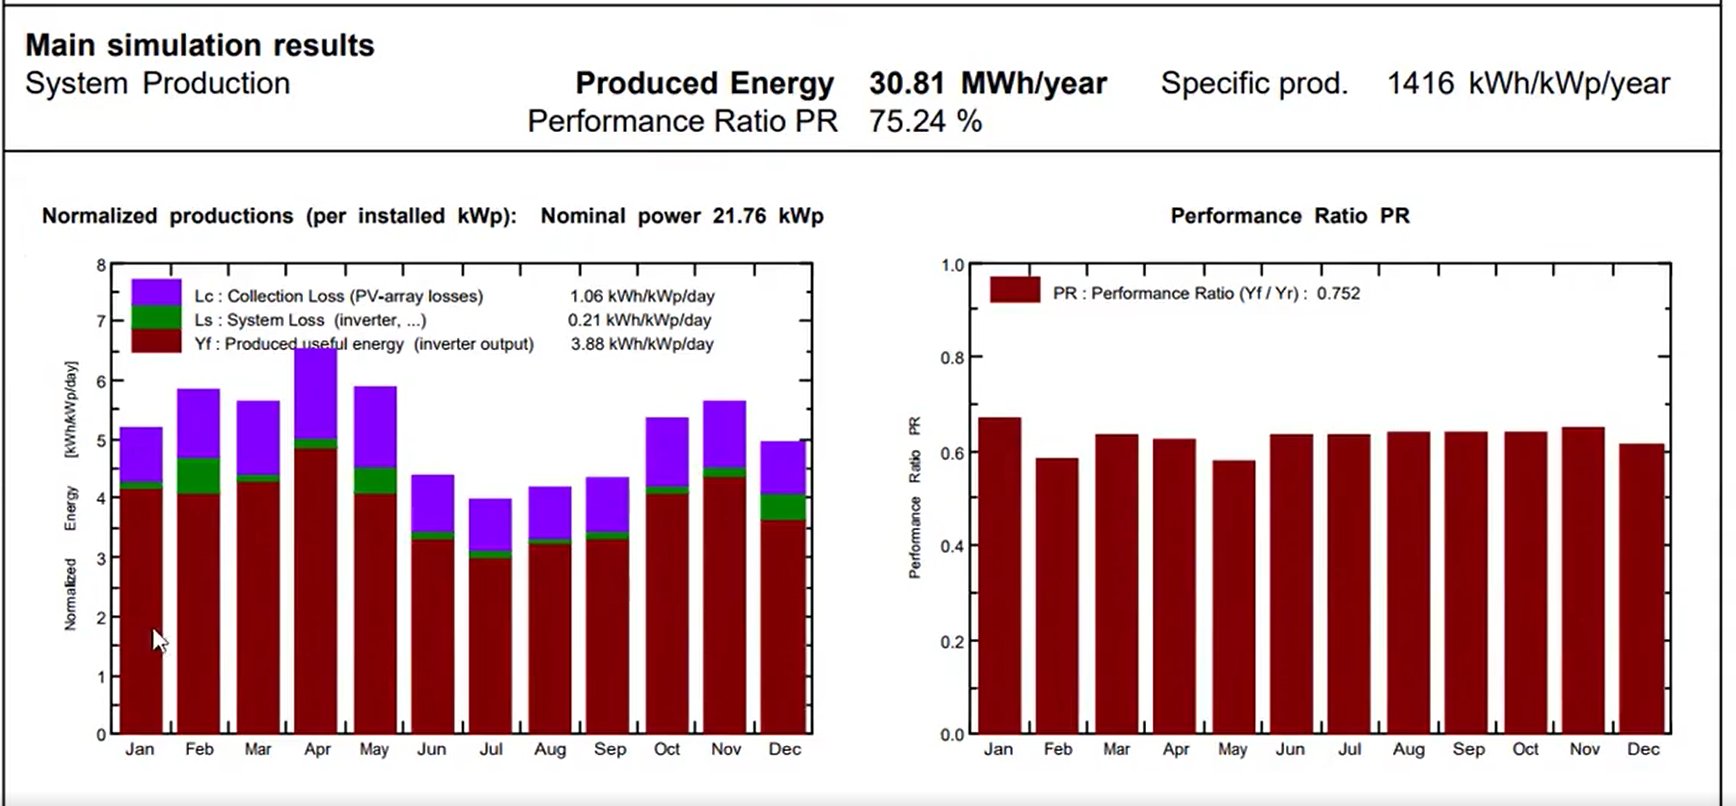 Main simulation results
System Production Produced Energy 30.81 MWh/year Specific prod. 1416 kWh/kWp/year
Performance Ratio PR 75.24 %
Normalized productions (per installed kWp): Nominal power 21.76 kWp
Lc : Collection Loss (PV-array losses) 1.06 kWh/kWp/day
Ls : System Loss (inverter, ...) 0.21 kWh/kWp/day
Yf : Produced useful energy (inverter output) 3.88 kWh/kWp/day
Normalized Energy [kWh/kWp/day]
8
7
6
5
4
3
2
1
0
Jan Feb Mar Apr May Jun Jul Aug Sep Oct Nov Dec
Performance Ratio PR
PR : Performance Ratio (Yf / Yr) : 0.752
Performance Ratio PR
1.0
0.8
0.6
0.4
0.2
0.0
Jan Feb Mar Apr May Jun Jul Aug Sep Oct Nov Dec